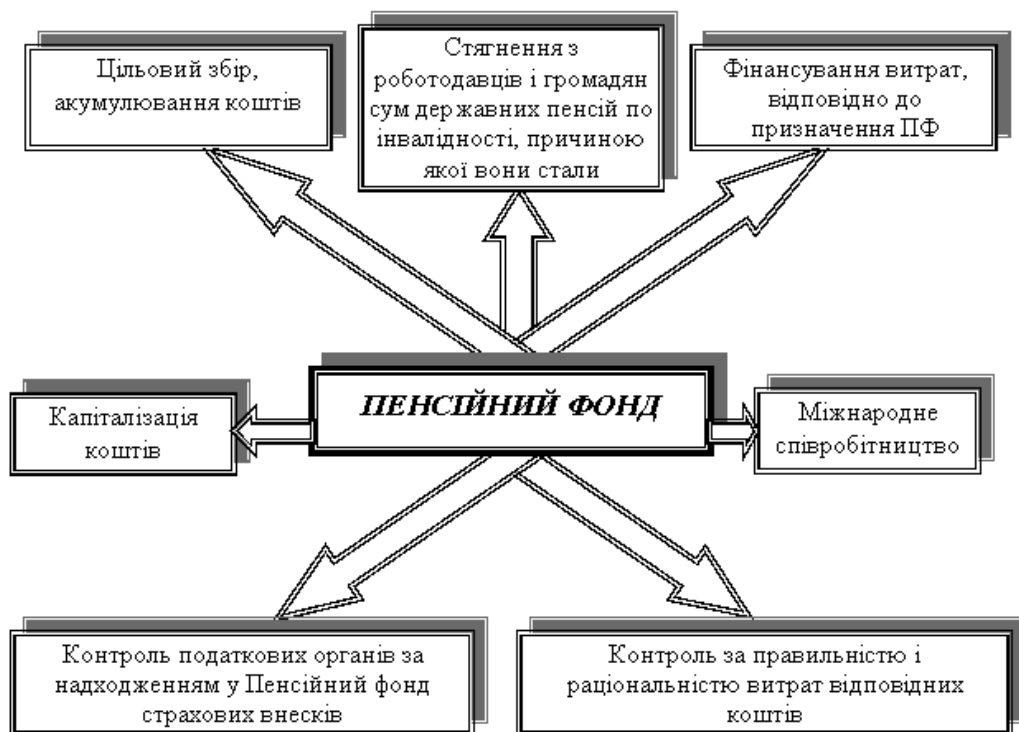 Цільовий збір,
акумулювання коштів
Стягнення з
роботодавців і громадян
сум державних пенсій по
інвалідності, причиною
якої вони стали
Фінансування витрат,
відповідно до
призначення ПФ
Капіталізація
коштів
ПЕНСІЙНИЙ ФОНД
Міжнародне
співробітництво
Контроль податкових органів за
надходженням у Пенсійний фонд
страхових внесків
Контроль за правильністю і
раціональністю витрат відповідних
коштів